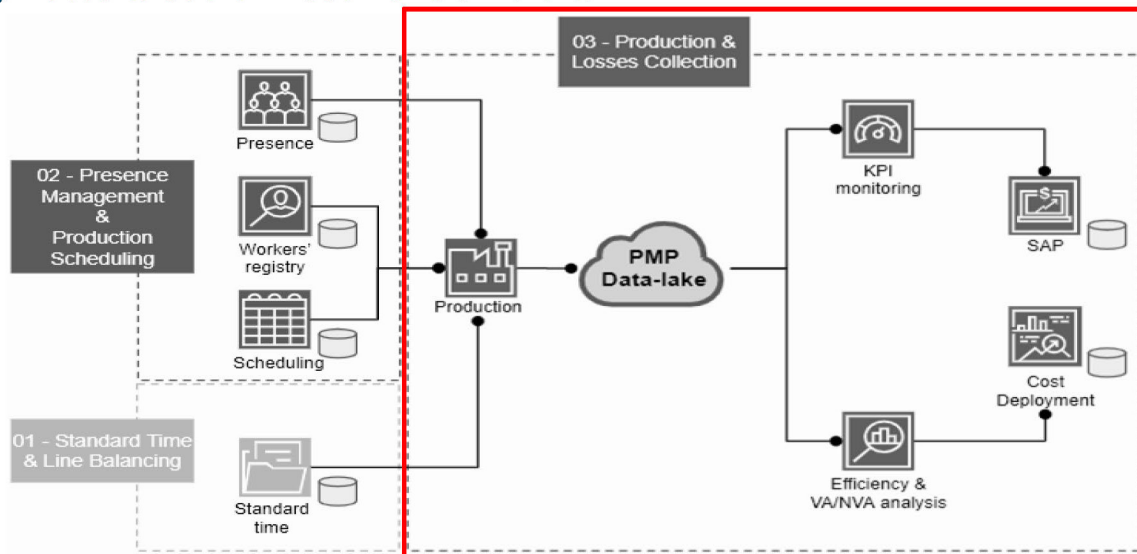 03 - Production &
Losses Collection
Presence
02 - Presence
Management
&
Production
Scheduling
Workers'
registry
Scheduling
Production
PMP
Data-lake
KPI
monitoring
SAP
Cost
Deployment
01 - Standard Time
& Line Balancing
Standard
time
Efficiency &
VA/NVA analysis